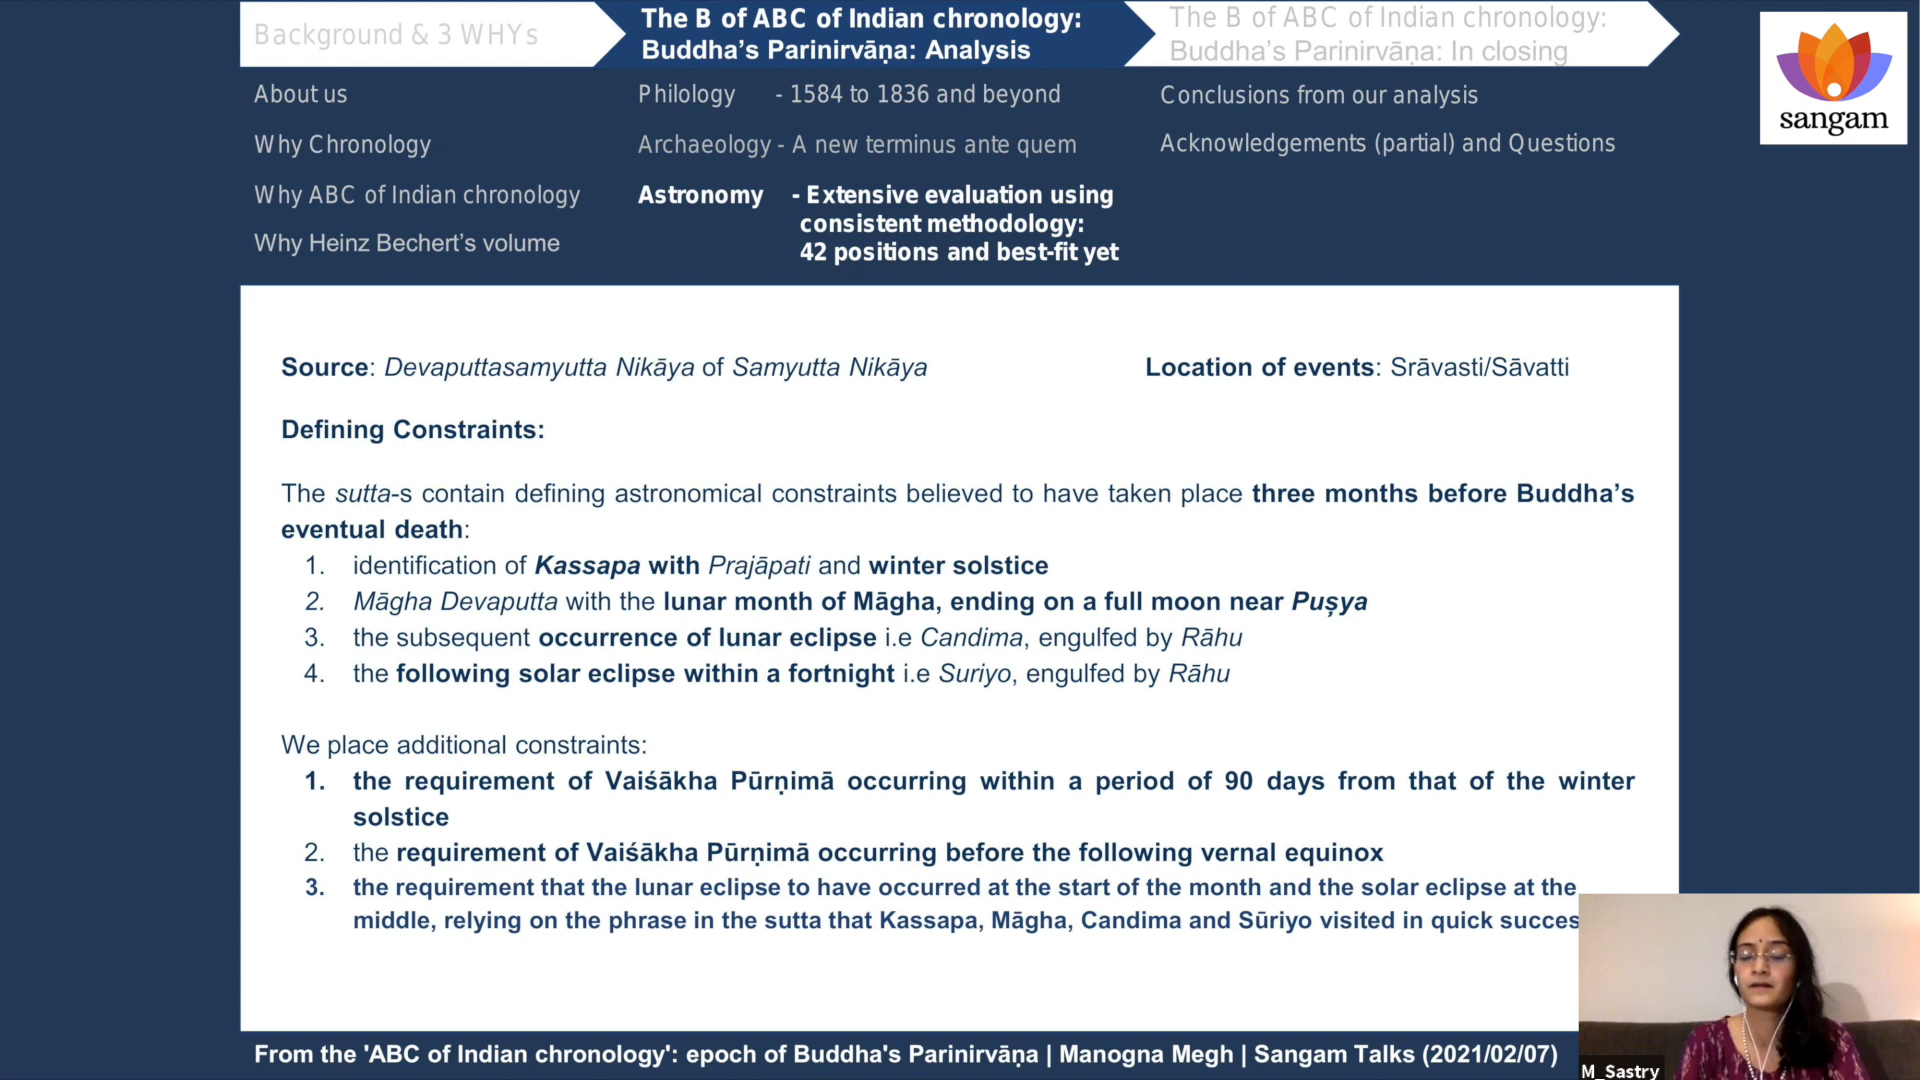 Background & 3 WHYs
The B of ABC of Indian chronology:
Buddha’s Parinirvāṇa: Analysis
The B of ABC of Indian chronology:
Buddha’s Parinirvāṇa: In closing
About us
Why Chronology
Why ABC of Indian chronology
Why Heinz Bechert’s volume
Philology - 1584 to 1836 and beyond
Archaeology - A new terminus ante quem
Astronomy - Extensive evaluation using
consistent methodology:
42 positions and best-fit yet
Conclusions from our analysis
Acknowledgements (partial) and Questions
sangam
Source: Devaputtasamyutta Nikāya of Samyutta Nikāya
Location of events: Srāvasti/Sāvatti
Defining Constraints:
The sutta-s contain defining astronomical constraints believed to have taken place three months before Buddha’s
eventual death:
1. identification of Kassapa with Prajāpati and winter solstice
2. Māgha Devaputta with the lunar month of Māgha, ending on a full moon near Puṣya
3. the subsequent occurrence of lunar eclipse i.e Candima, engulfed by Rāhu
4. the following solar eclipse within a fortnight i.e Suriyo, engulfed by Rāhu
We place additional constraints:
1. the requirement of Vaiśākha Pūrṇimā occurring within a period of 90 days from that of the winter
solstice
2. the requirement of Vaiśākha Pūrṇimā occurring before the following vernal equinox
3. the requirement that the lunar eclipse to have occurred at the start of the month and the solar eclipse at the
middle, relying on the phrase in the sutta that Kassapa, Māgha, Candima and Sūriyo visited in quick succes
From the 'ABC of Indian chronology': epoch of Buddha's Parinirvāṇa | Manogna Megh | Sangam Talks (2021/02/07)
M_Sastry